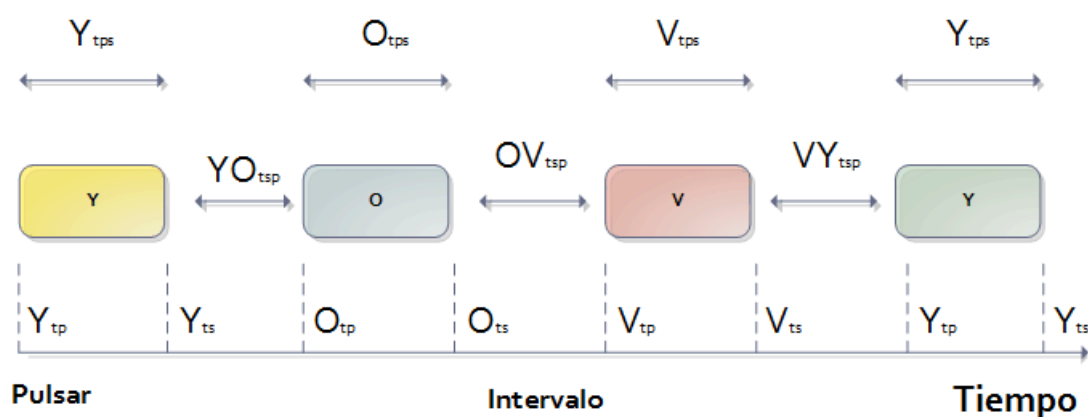 Ytps Otps Vtps Ytps
YOtsp OVtsp VYtsp
Y O V Y
Ytp Yts Otp Ots Vtp Vts Ytp Yts
Pulsar Intervalo Tiempo